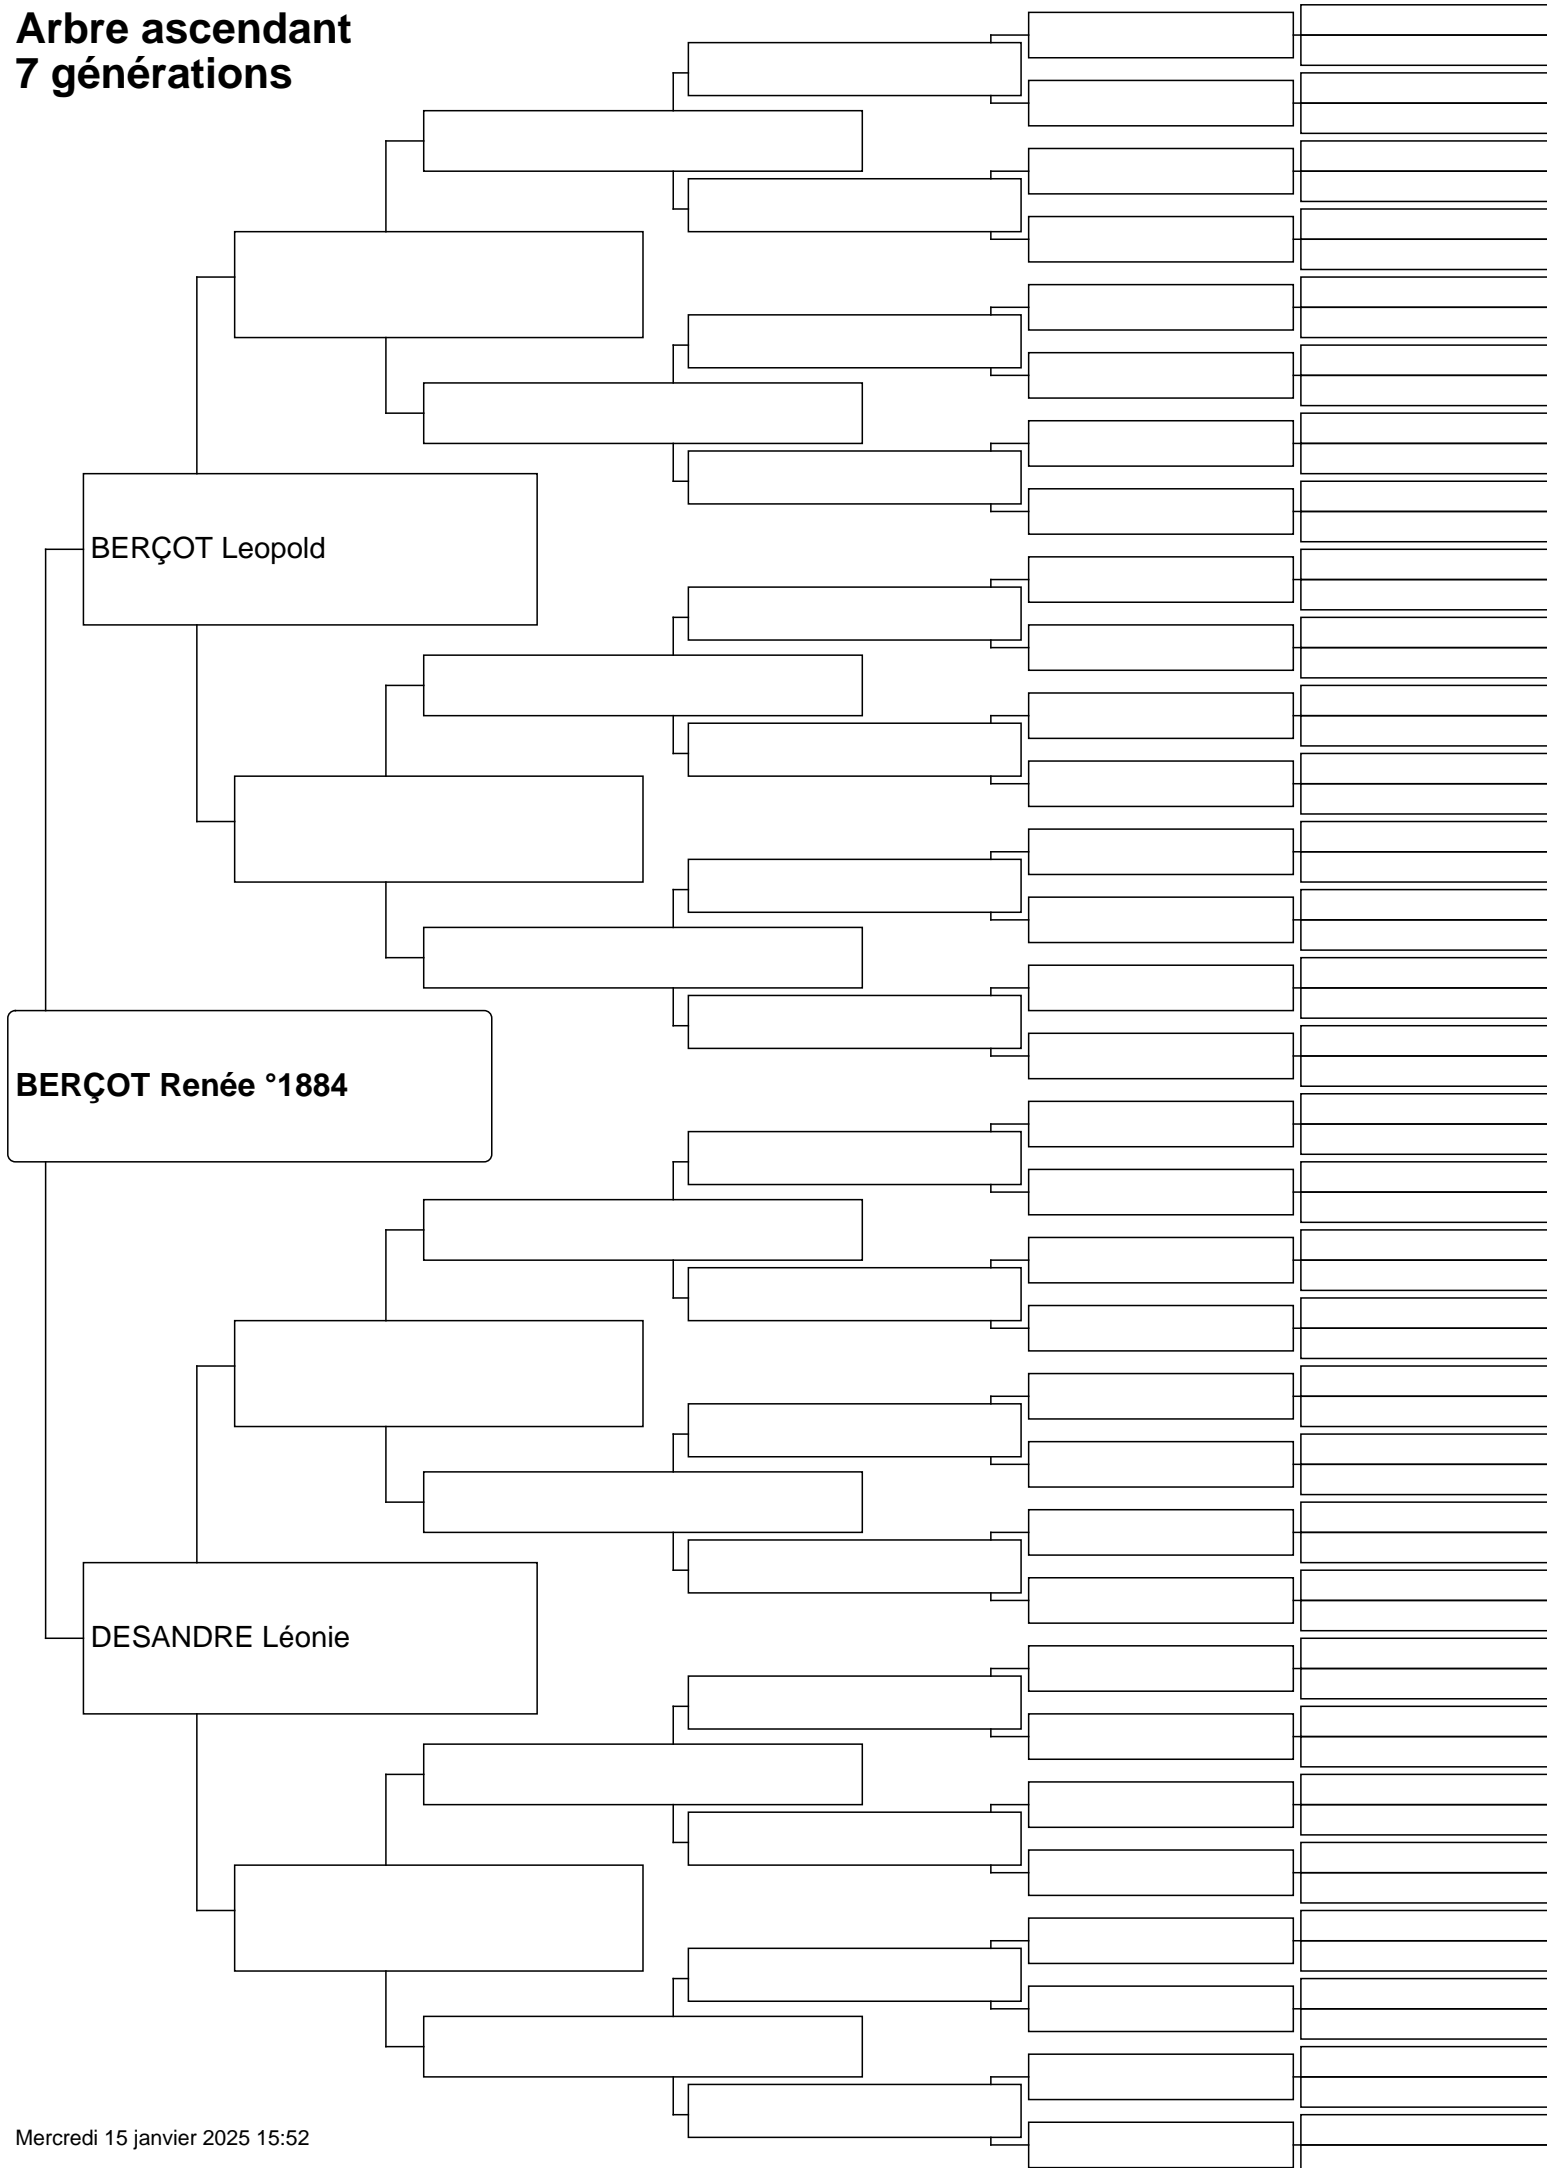 Arbre ascendant
7 générations
BERÇOT Leopold
BERÇOT Renée °1884
DESANDRE Léonie
Mercredi 15 janvier 2025 15:52